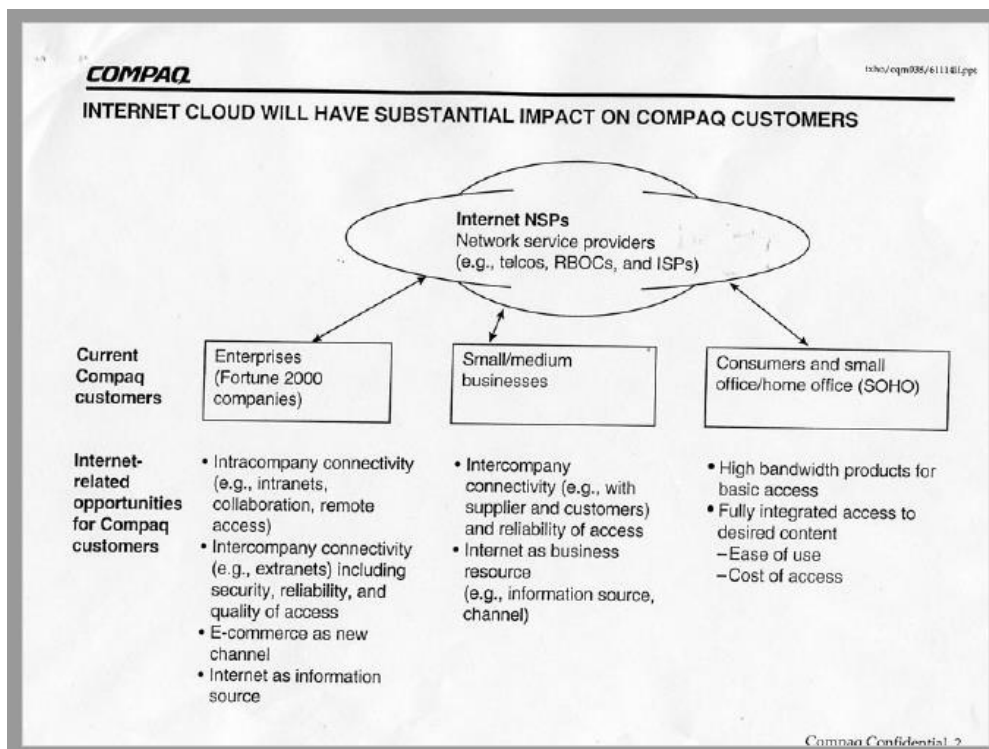 COMPAQ
INTERNET CLOUD WILL HAVE SUBSTANTIAL IMPACT ON COMPAQ CUSTOMERS
Internet NSPs
Network service providers
(e.g., telcos, RBOCs, and ISPs)
Current
Compaq
customers
Enterprises
(Fortune 2000
companies)
Small/medium
businesses
Consumers and small
office/home office (SOHO)
Internet-
related
opportunities
for Compaq
customers
• Intracompany connectivity
(e.g., intranets,
collaboration, remote
access)
• Intercompany connectivity
(e.g., extranets) including
security, reliability, and
quality of access
• E-commerce as new
channel
• Internet as information
source
• Intercompany
connectivity (e.g., with
supplier and customers)
and reliability of access
• Internet as business
resource
(e.g., information source,
channel)
• High bandwidth products for
basic access
• Fully integrated access to
desired content
–Ease of use
–Cost of access
Compaq Confidential 2